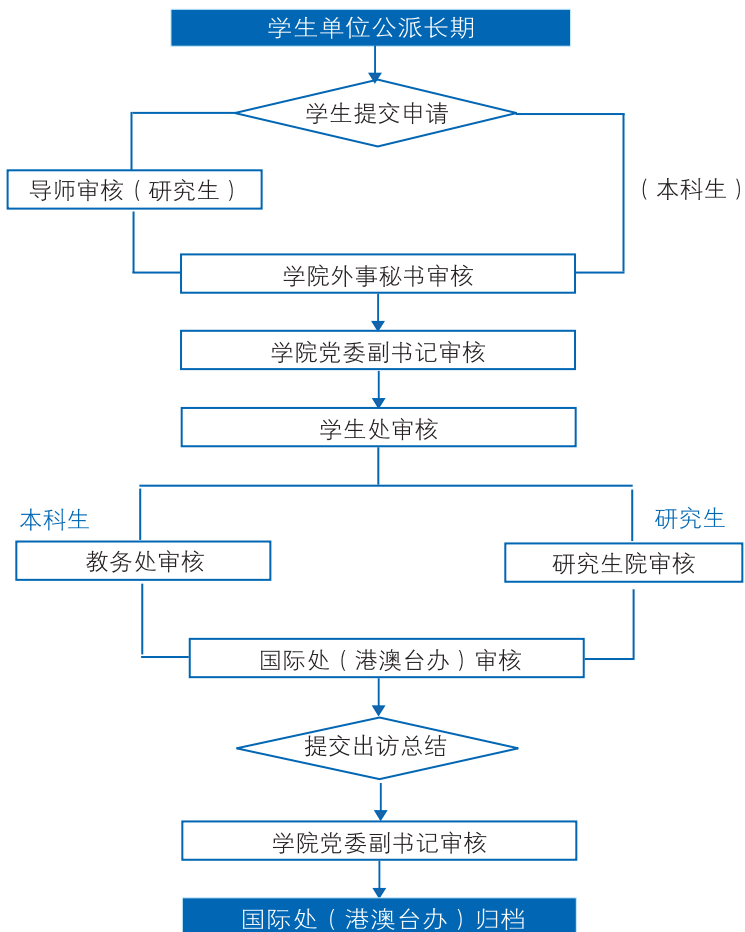 学生单位公派长期
学生提交申请
导师审核（研究生）
（本科生）
学院外事秘书审核
学院党委副书记审核
学生处审核
本科生
研究生
教务处审核
研究生院审核
国际处（港澳台办）审核
提交出访总结
学院党委副书记审核
国际处（港澳台办）归档